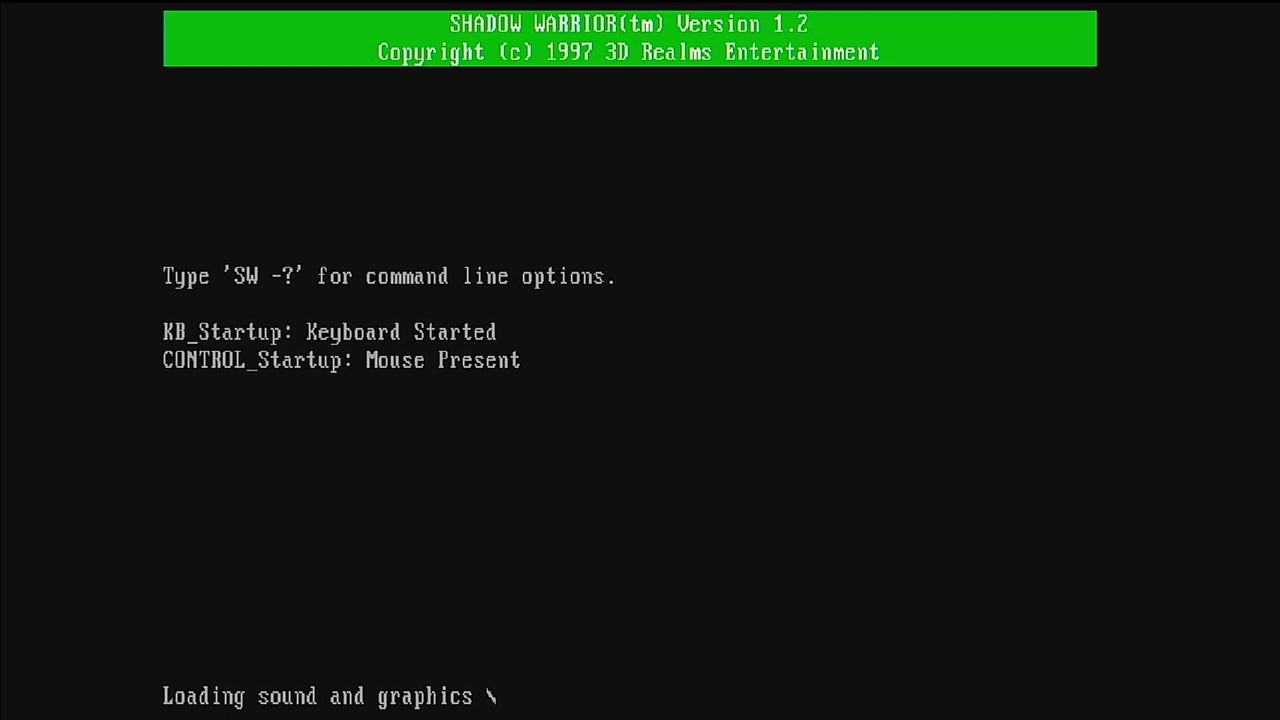 SHADOW WARRIOR(tm) Version 1.2
Copyright (c) 1997 3D Realms Entertainment
Type 'SW -?' for command line options.
KB_Startup: Keyboard Started
CONTROL_Startup: Mouse Present
Loading sound and graphics \